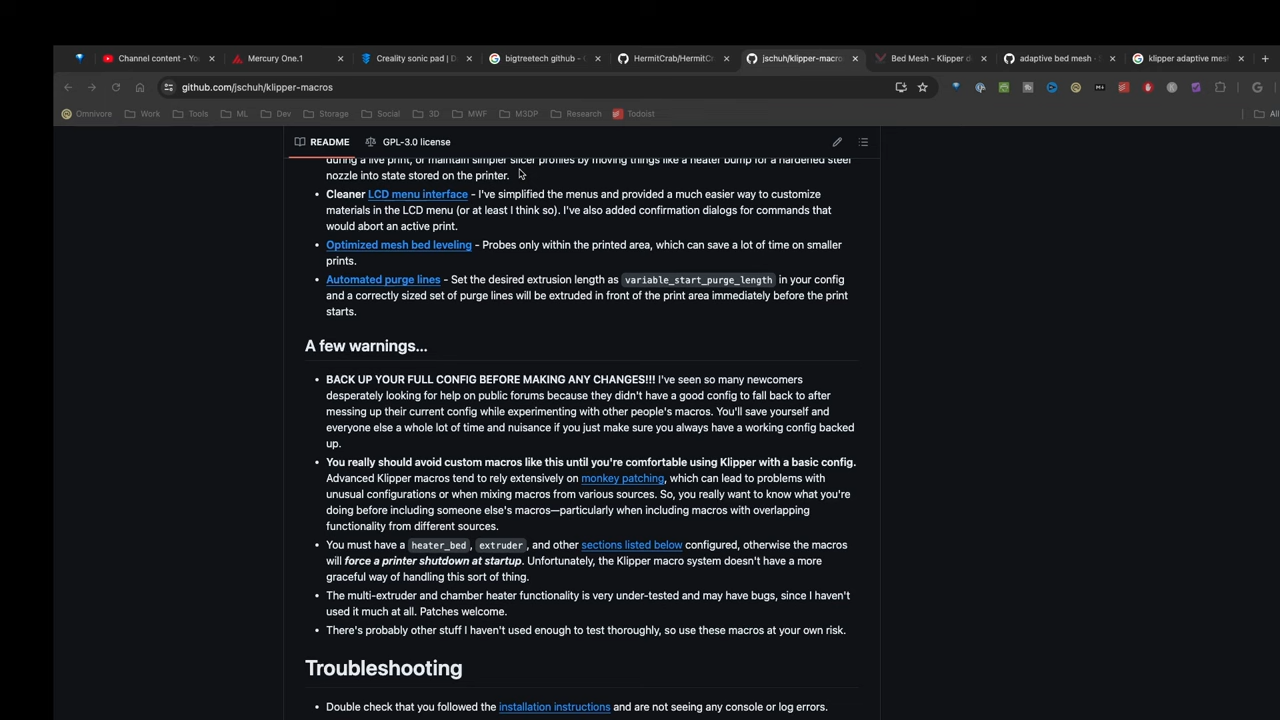 Channel content - Yo
Mercury One.1
Creality sonic pad | D
bigtreetech github - G
HermitCrab/HermitC
jschuh/klipper-macro
Bed Mesh - Klipper d
adaptive bed mesh -
klipper adaptive mes
github.com/jschuh/klipper-macros
Omnivore
Work
Tools
ML
Dev
Storage
Social
3D
MWF
M3DP
Research
Todoist
All
README
GPL-3.0 license
during a live print, or maintain simpler slicer profiles by moving things like a heater bump for a hardened steel
nozzle into state stored on the printer.
• Cleaner LCD menu interface - I've simplified the menus and provided a much easier way to customize
materials in the LCD menu (or at least I think so). I've also added confirmation dialogs for commands that
would abort an active print.
• Optimized mesh bed leveling - Probes only within the printed area, which can save a lot of time on smaller
prints.
• Automated purge lines - Set the desired extrusion length as variable_start_purge_length in your config
and a correctly sized set of purge lines will be extruded in front of the print area immediately before the print
starts.
A few warnings...
• BACK UP YOUR FULL CONFIG BEFORE MAKING ANY CHANGES!!! I've seen so many newcomers
desperately looking for help on public forums because they didn't have a good config to fall back to after
messing up their current config while experimenting with other people's macros. You'll save yourself and
everyone else a whole lot of time and nuisance if you just make sure you always have a working config backed
up.
• You really should avoid custom macros like this until you're comfortable using Klipper with a basic config.
Advanced Klipper macros tend to rely extensively on monkey patching, which can lead to problems with
unusual configurations or when mixing macros from various sources. So, you really want to know what you're
doing before including someone else's macros—particularly when including macros with overlapping
functionality from different sources.
• You must have a heater_bed, extruder, and other sections listed below configured, otherwise the macros
will force a printer shutdown at startup. Unfortunately, the Klipper macro system doesn't have a more
graceful way of handling this sort of thing.
• The multi-extruder and chamber heater functionality is very under-tested and may have bugs, since I haven't
used it much at all. Patches welcome.
• There's probably other stuff I haven't used enough to test thoroughly, so use these macros at your own risk.
Troubleshooting
• Double check that you followed the installation instructions and are not seeing any console or log errors.